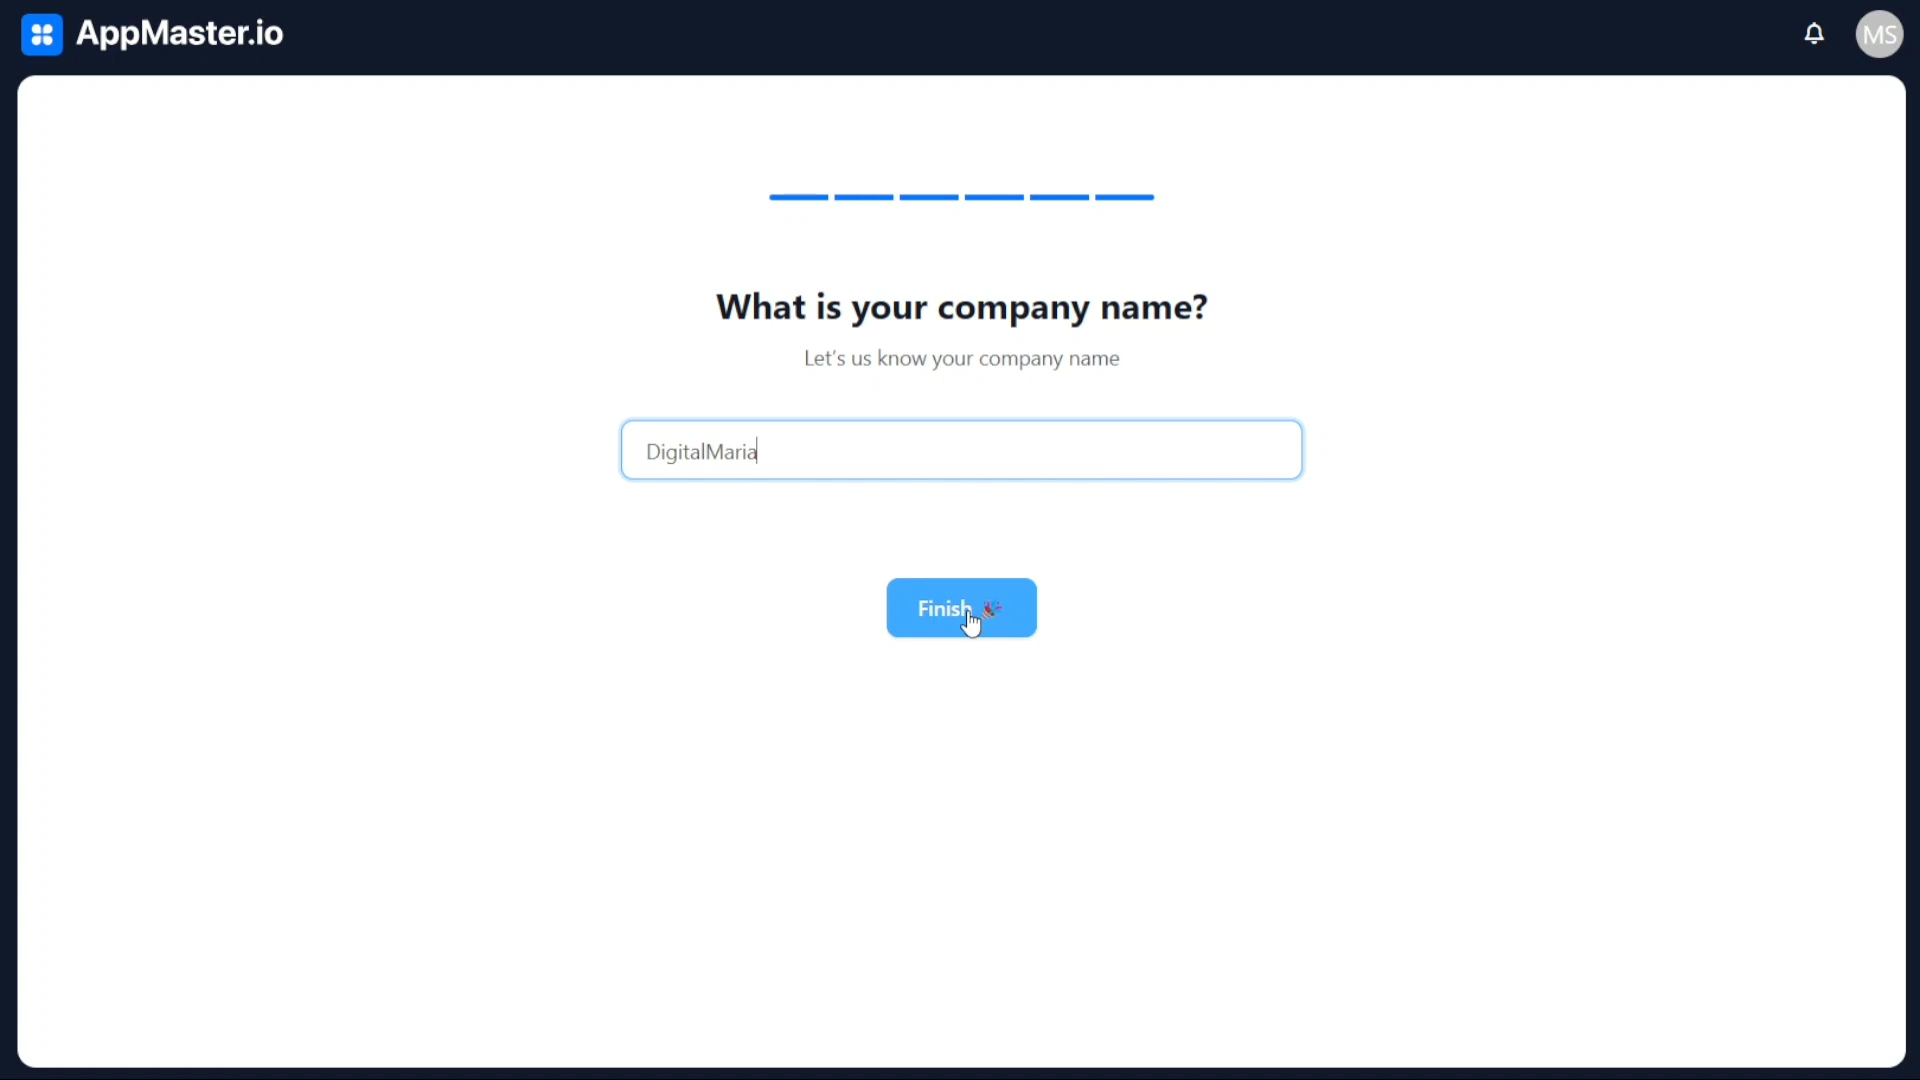 AppMaster.io
MS
What is your company name?
Let's us know your company name
DigitalMaria
Finish